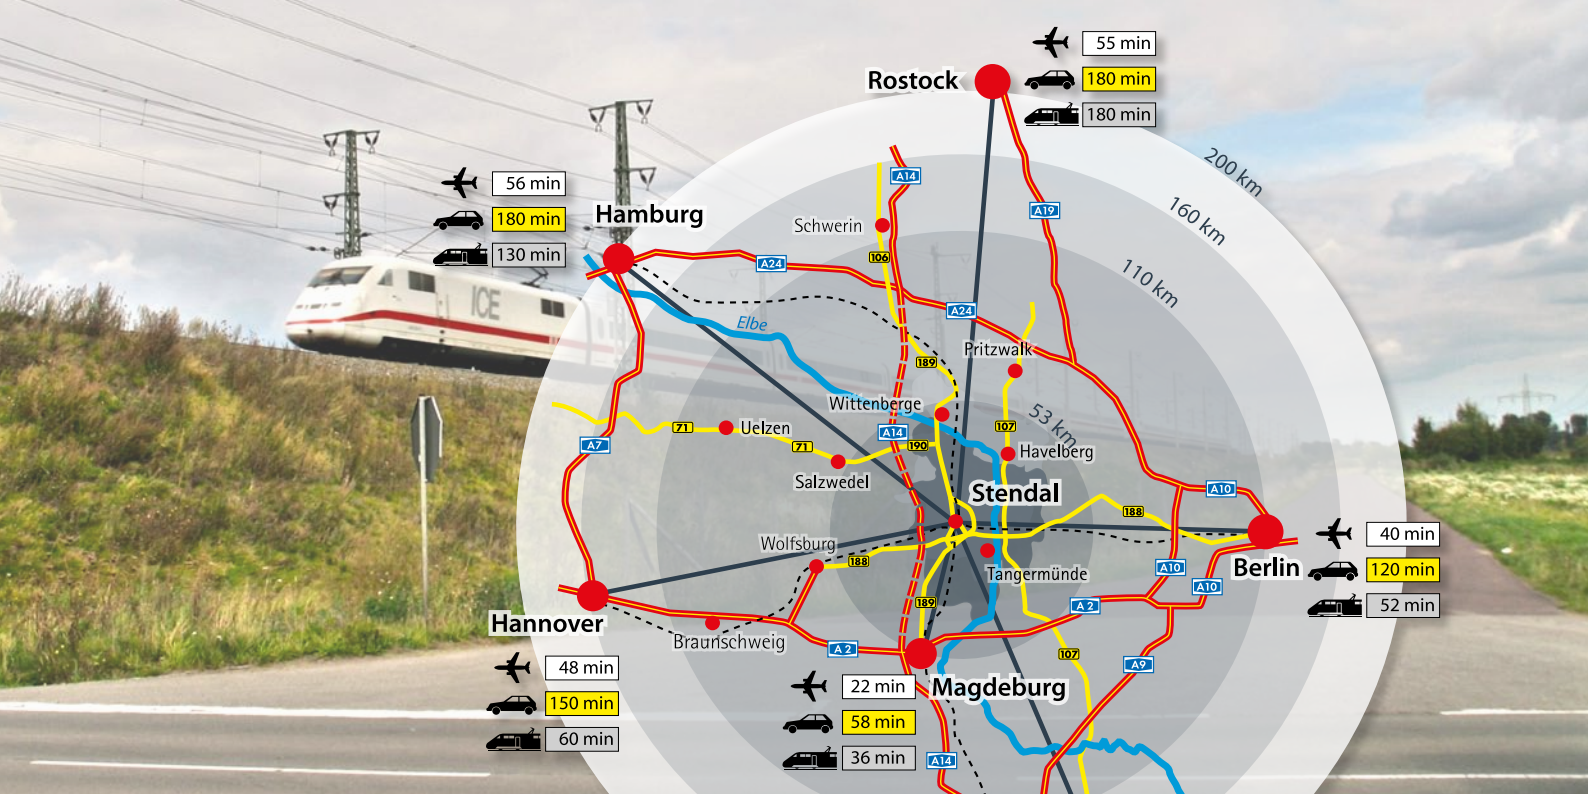 55 min
Rostock
180 min
180 min
200 km
A14
56 min
160 km
A19
180 min
Hamburg
Schwerin
130 min
106
A24
110 km
ICE
A24
Elbe
Pritzwalk
189
Wittenberge
53 km
71
Uelzen
A14
107
A7
71
190
Havelberg
Salzwedel
A10
Stendal
188
40 min
Wolfsburg
188
A10
Berlin
120 min
Tangermünde
A10
189
A 2
52 min
Hannover
Braunschweig
A 2
107
A9
48 min
22 min
Magdeburg
150 min
58 min
60 min
36 min
A14